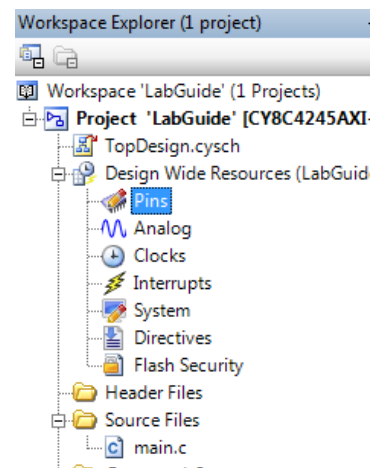 Workspace Explorer (1 project)
Workspace 'LabGuide' (1 Projects)
Project 'LabGuide' [CY8C4245AXI-
TopDesign.cysch
Design Wide Resources (LabGuide
Pins
Analog
Clocks
Interrupts
System
Directives
Flash Security
Header Files
Source Files
main.c